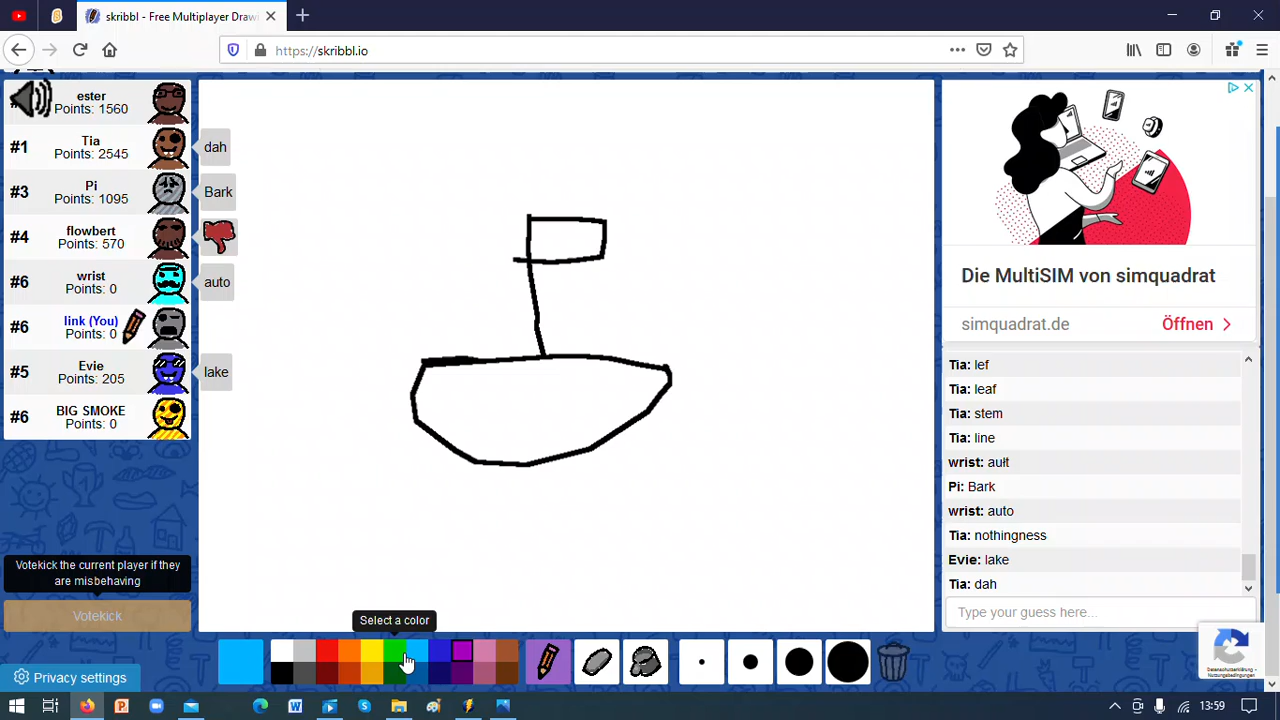 skribbl - Free Multiplayer Draw
https://skribbl.io
ester
Points: 1560
#1
Tia
Points: 2545
dah
#3
Pi
Points: 1095
Bark
#4
flowbert
Points: 570
#6
wrist
Points: 0
auto
#6
link (You)
Points: 0
#5
Evie
Points: 205
lake
#6
BIG SMOKE
Points: 0
Votekick the current player if they
are misbehaving
Votekick
Privacy settings
Select a color
Die MultiSIM von simquadrat
simquadrat.de
Öffnen
Tia: lef
Tia: leaf
Tia: stem
Tia: line
wrist: aułt
Pi: Bark
wrist: auto
Tia: nothingness
Evie: lake
Tia: dah
Type your guess here...
13:59